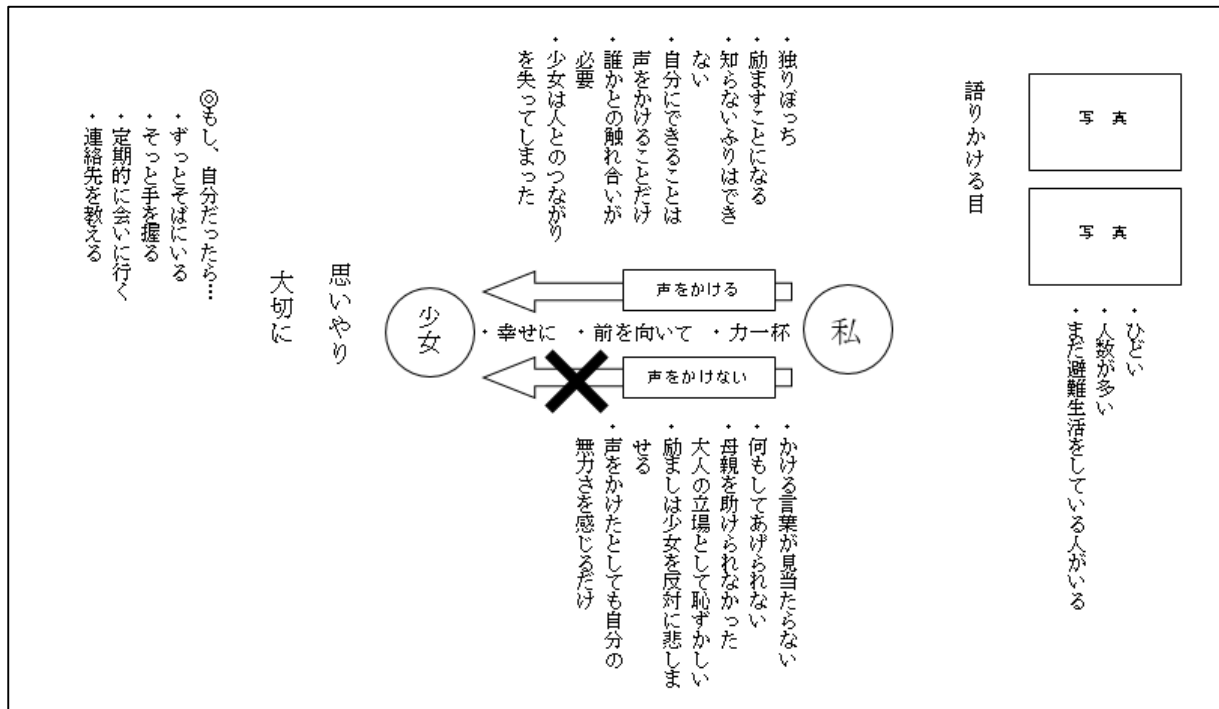 写真
写真
・ひどい
・人数が多い
・まだ避難生活をしている人がいる
語りかける目
私
・独りぼっち
・励ますことになる
・知らないふりはでき
ない
・自分にできることは
声をかけることだけ
・誰かとの触れ合いが
必要
・少女は人とのつながり
を失ってしまった
声をかける
・力一杯
・前を向いて
・幸せに
声をかけない
・かける言葉が見当たらない
・何もしてあげられない
・母親を助けられなかった
大人の立場として恥ずかしい
・励ましは少女を反対に悲しま
せる
・声をかけたとしても自分の
無力さを感じるだけ
少女
思いやり
大切に
◎もし、自分だったら…
・ずっとそばにいる
・そっと手を握る
・定期的に会いに行く
・連絡先を教える